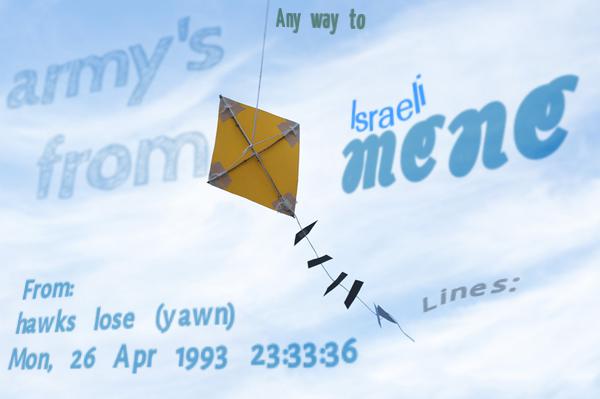 Any way to
army's
from
Israeli
mene
From:
hawks lose (yawn)
Mon, 26 Apr 1993 23:33:36
Lines: